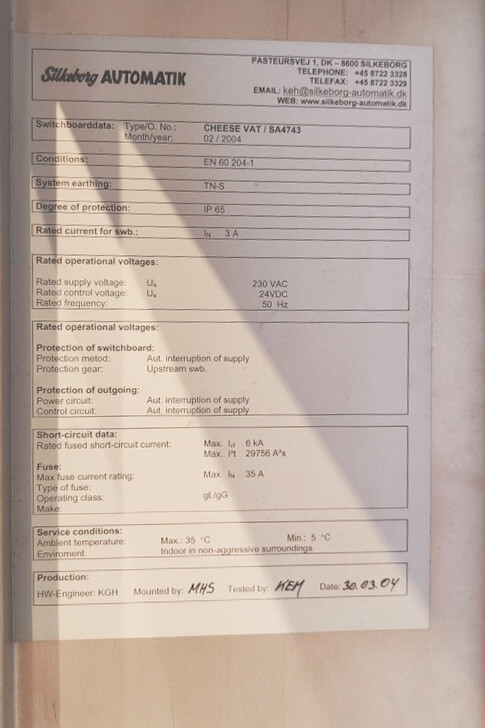 Silkeborg AUTOMATIK
PASTEURSVEJ 1, DK – 8600 SILKEBORG
TELEPHONE: +45 8722 3328
TELEFAX: +45 8722 3329
EMAIL: keh@silkeborg-automatik.dk
WEB: www.silkeborg-automatik.dk
Switchboarddata: Type/O. No.: CHEESE VAT / SA4743
Month/year: 02 / 2004
Conditions: EN 60 204-1
System earthing: TN-S
Degree of protection: IP 65
Rated current for swb.: IN 3 A
Rated operational voltages:
Rated supply voltage: Ue 230 VAC
Rated control voltage: Ue 24VDC
Rated frequency: 50 Hz
Rated operational voltages:
Protection of switchboard:
Protection metod: Aut. interruption of supply
Protection gear: Upstream swb.
Protection of outgoing:
Power circuit: Aut. interruption of supply
Control circuit: Aut. interruption of supply
Short-circuit data:
Rated fused short-circuit current: Max. Icf 6 kA
Max. I²t 29756 A²s
Fuse:
Max fuse current rating: Max. IN 35 A
Type of fuse:
Operating class: gL/gG
Make:
Service conditions:
Ambient temperature: Max.: 35 °C Min.: 5 °C
Enviroment: Indoor in non-aggressive surroundings
Production:
HW-Engineer: KGH Mounted by: MHS Tested by: KEM Date: 30.03.04